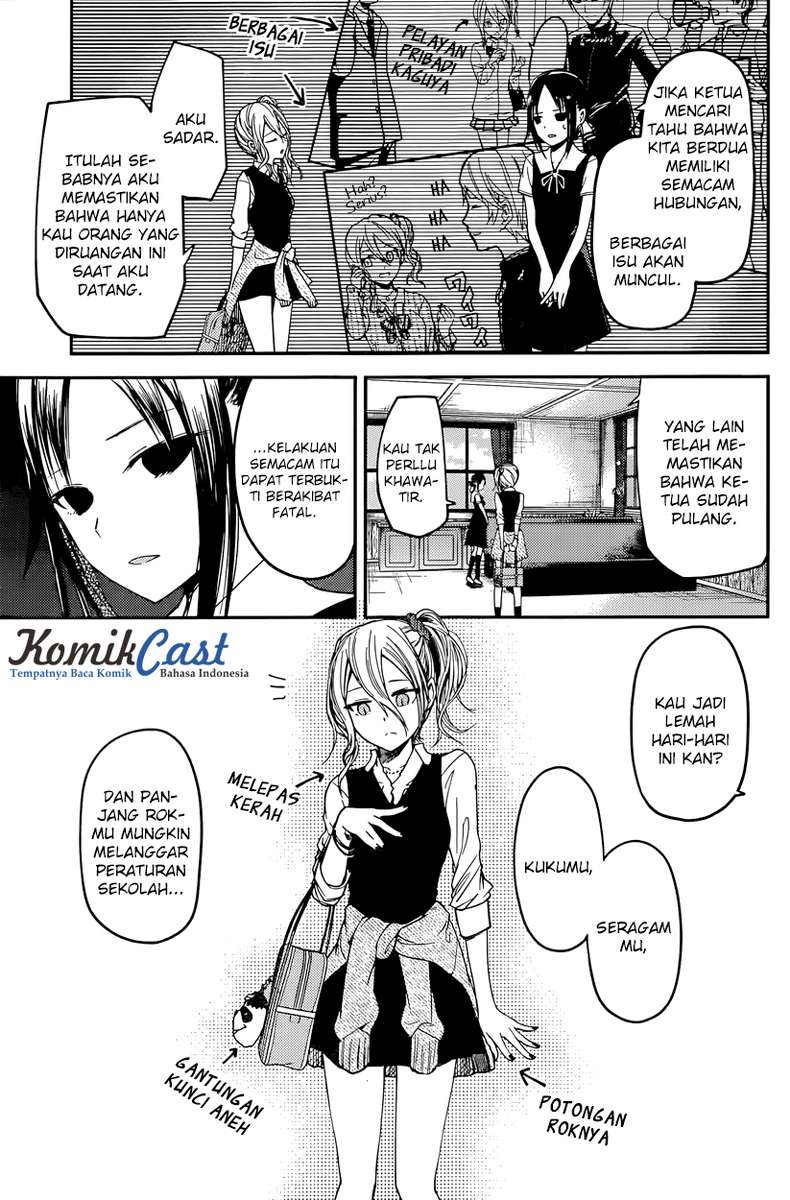 JIKA KETUA
MENCARI
TAHU BAHWA
KITA BERDUA
MEMILIKI
SEMACAM
HUBUNGAN,
BERBAGAI
ISU AKAN
MUNCUL.
PELAYAN
PRIBADI
KAGUYA
BERBAGAI
ISU
Hah?
Serius?
HA
HA
HA
ワイワイ
AKU
SADAR.
ITULAH SE-
BABNYA AKU
MEMASTIKAN
BAHWA HANYA
KAU ORANG YANG
DIRUANGAN INI
SAAT AKU
DATANG.
YANG LAIN
TELAH ME-
MASTIKAN
BAHWA KE-
TUA SUDAH
PULANG.
KAU TAK
PERLLU
KHAWA-
TIR.
...KELAKUAN
SEMACAM ITU
DAPAT TERBUK-
TI BERAKIBAT
FATAL.
KomikCast
Tempatnya Baca Komik Bahasa Indonesia
KAU JADI
LEMAH
HARI-HARI
INI KAN?
KUKUMU,
SERAGAM
MU,
MELEPAS
KERAH
DAN PAN-
JANG ROK-
MU MUNGKIN
MELANGGAR
PERATURAN
SEKOLAH...
GANTUNGAN
KUNCI ANEH
POTONGAN
ROKNYA